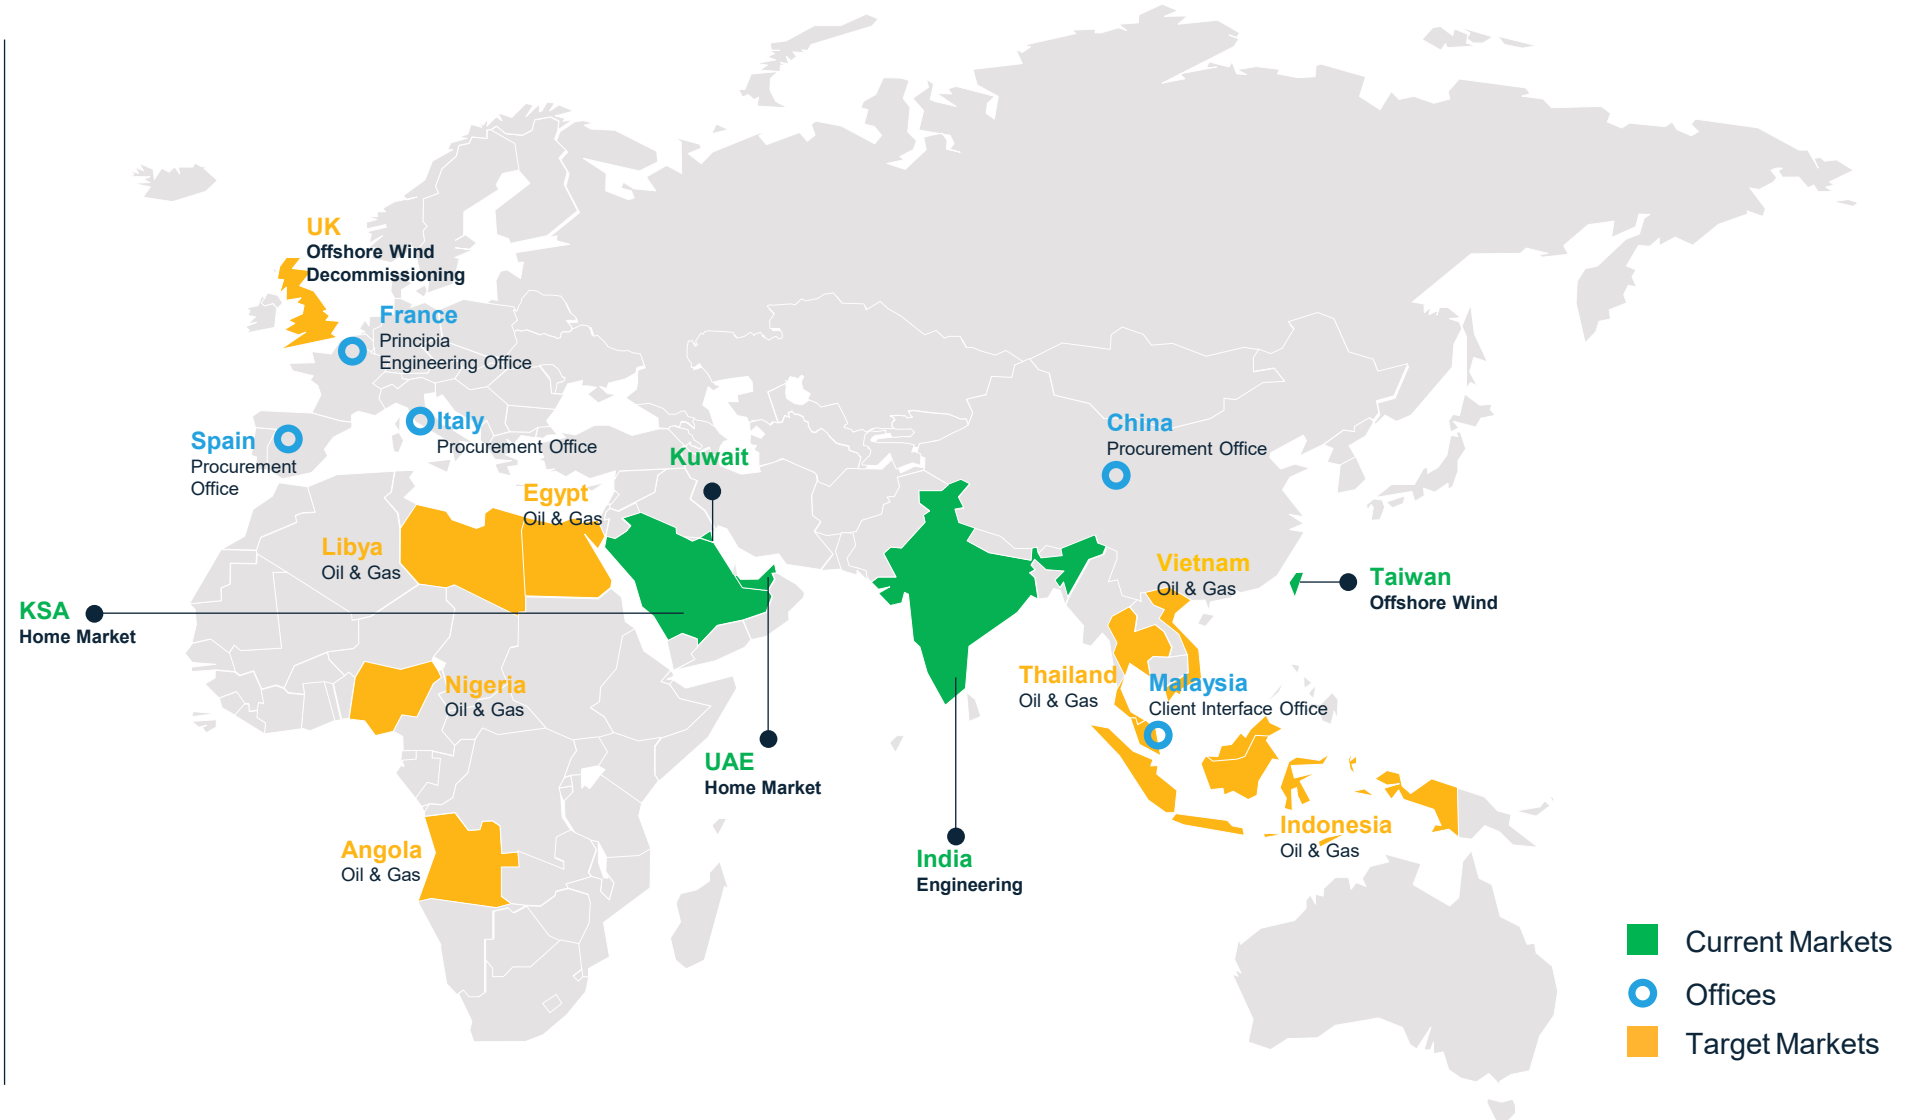 UK
Offshore Wind
Decommissioning
France
Principia
Engineering Office
Italy
Procurement Office
Spain
Procurement
Office
Kuwait
China
Procurement Office
Egypt
Oil & Gas
Libya
Oil & Gas
Vietnam
Oil & Gas
Taiwan
Offshore Wind
KSA
Home Market
Nigeria
Oil & Gas
Thailand
Oil & Gas
Malaysia
Client Interface Office
UAE
Home Market
Indonesia
Oil & Gas
Angola
Oil & Gas
India
Engineering
Current Markets
Offices
Target Markets